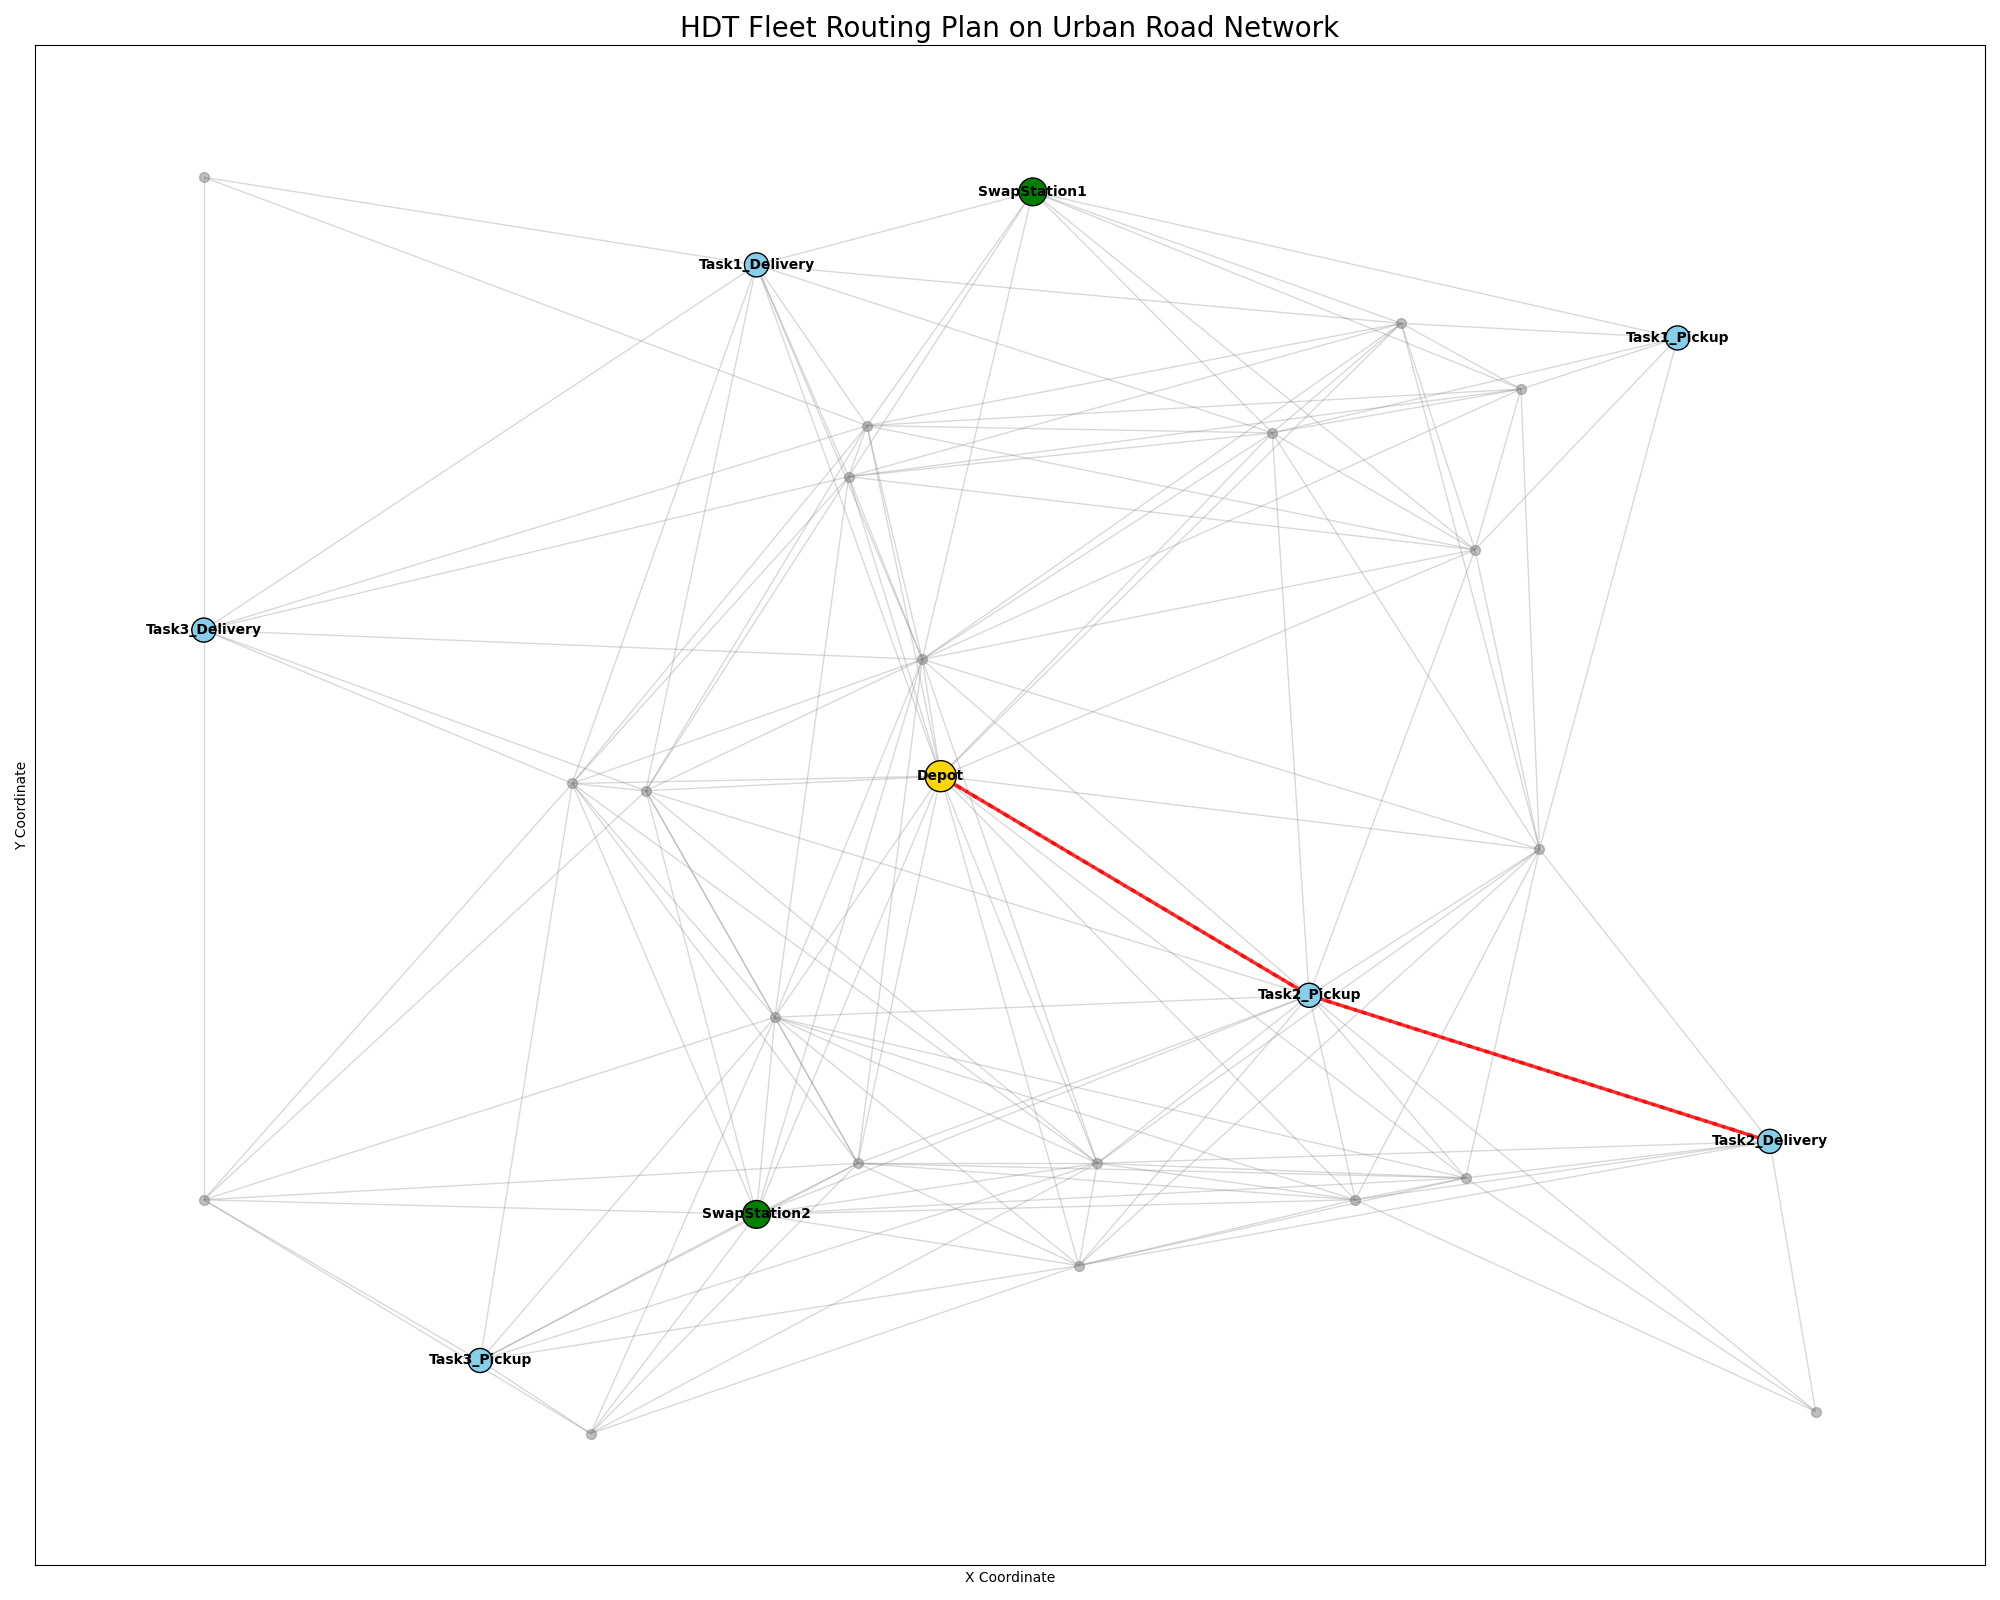 HDT Fleet Routing Plan on Urban Road Network
SwapStation1
Task1_Delivery
Task1_Pickup
Task3_Delivery
Depot
Y Coordinate
Task2_Pickup
Task2_Delivery
SwapStation2
Task3_Pickup
X Coordinate